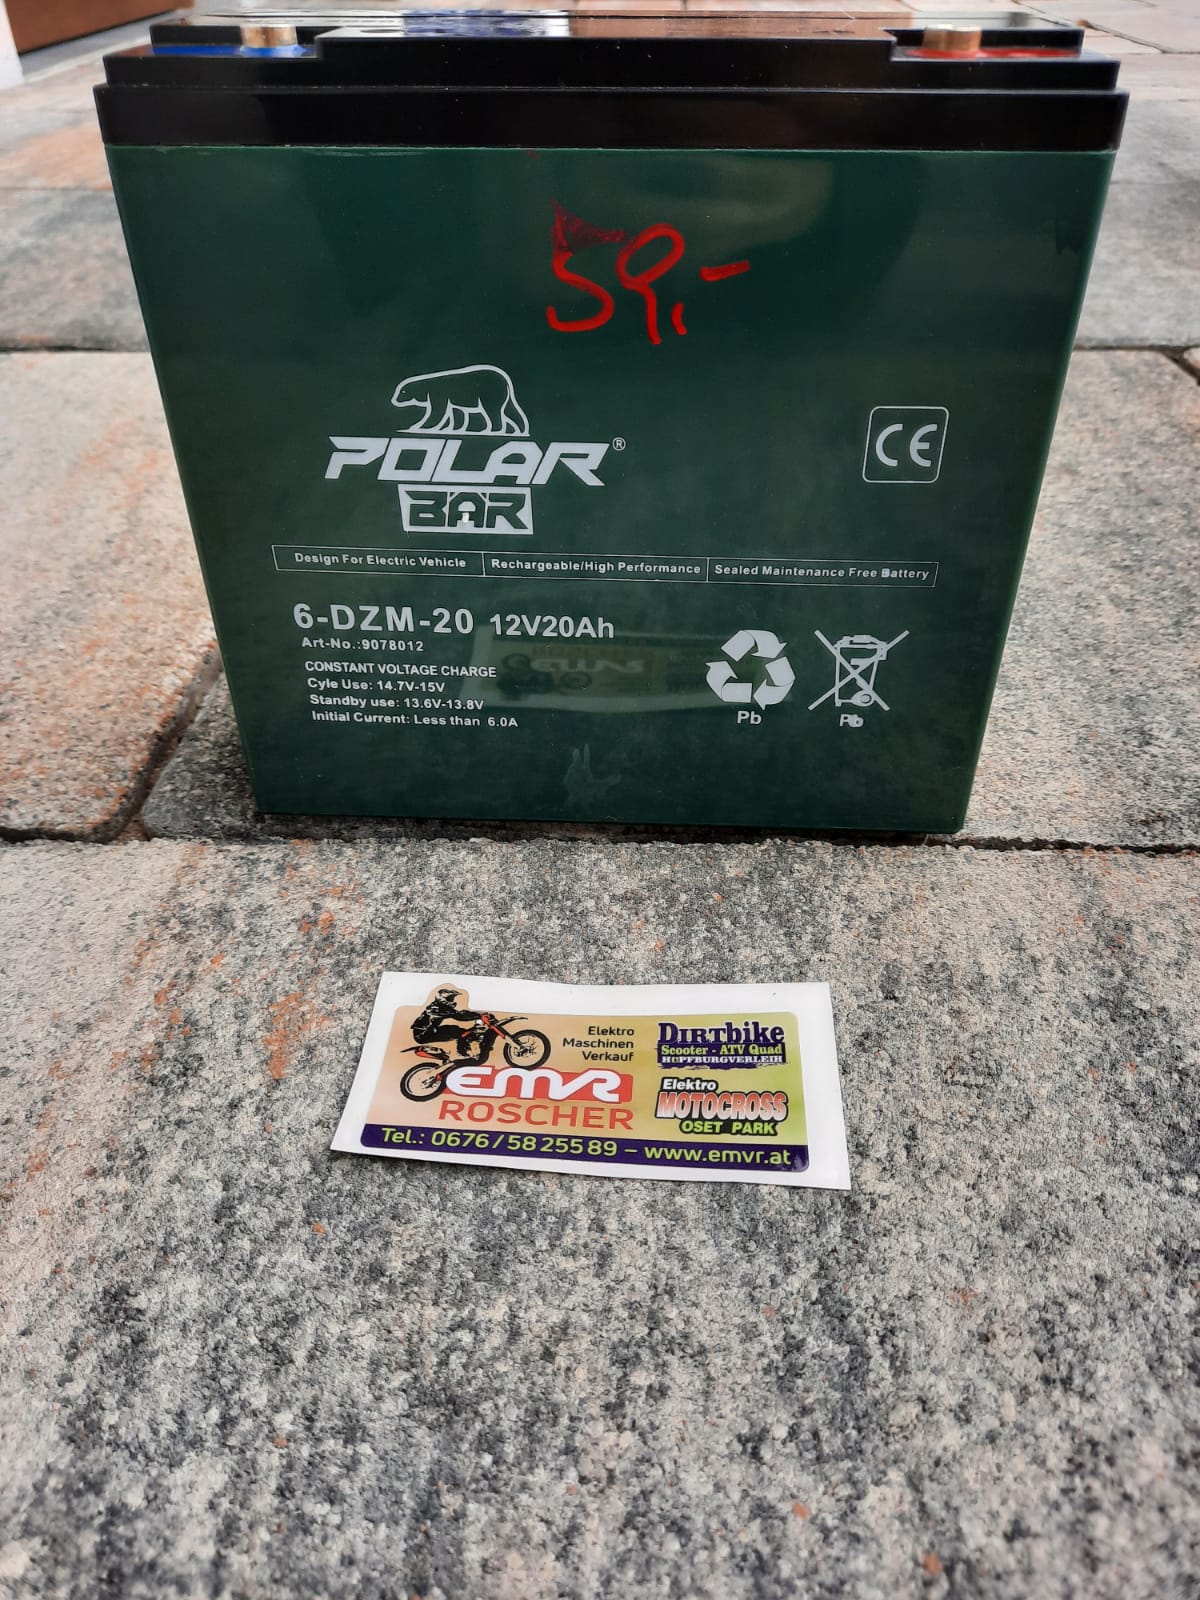 59,-
POLAR®
BAR
CE
Design For Electric Vehicle Rechargeable/High Performance Sealed Maintenance Free Battery
6-DZM-20 12V20Ah
Art-No.:9078012
CONSTANT VOLTAGE CHARGE
Cyle Use: 14.7V-15V
Standby use: 13.6V-13.8V
Initial Current: Less than 6.0A
Pb Pb
Elektro
Maschinen
Verkauf
EMVR
ROSCHER
DIRTbike
Scooter - ATV Quad
HÜPFBURGVERLEIH
Elektro
MOTOCROSS
OSET PARK
Tel.: 0676/5825589 – www.emvr.at